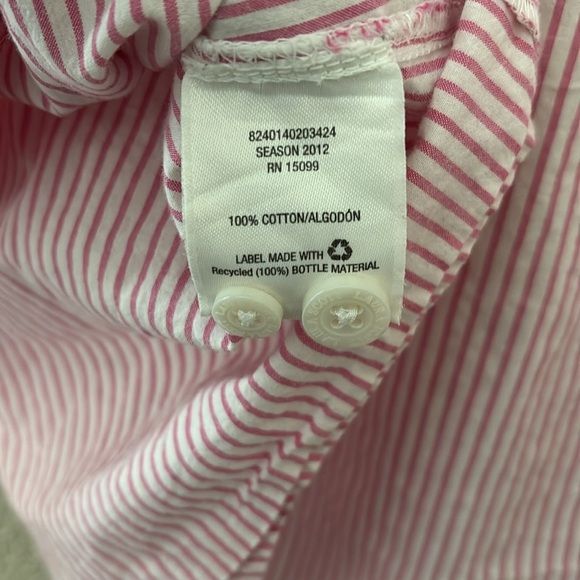 8240140203424
SEASON 2012
RN 15099
100% COTTON/ALGODÓN
LABEL MADE WITH
Recycled (100%) BOTTLE MATERIAL